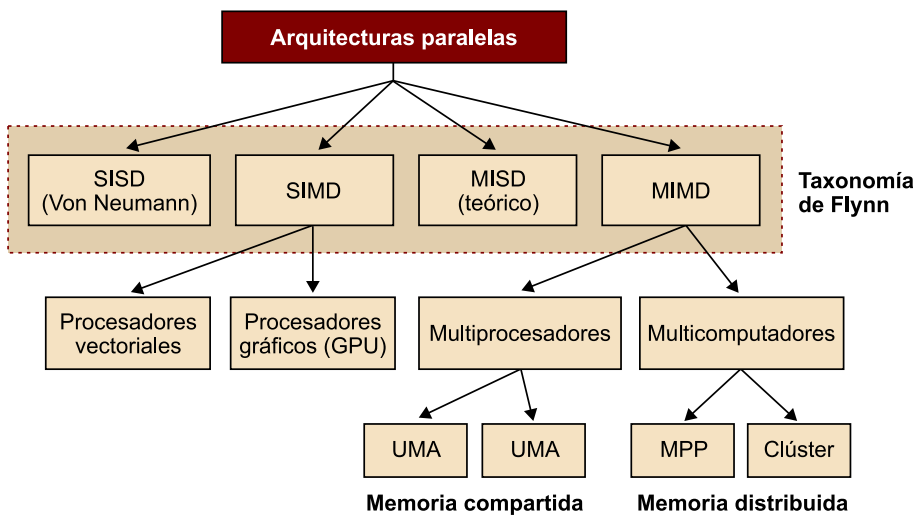 Arquitecturas paralelas
SISD
(Von Neumann)
SIMD
MISD
(teórico)
MIMD
Taxonomía
de Flynn
Procesadores
vectoriales
Procesadores
gráficos (GPU)
Multiprocesadores
Multicomputadores
UMA
UMA
MPP
Clúster
Memoria compartida
Memoria distribuida